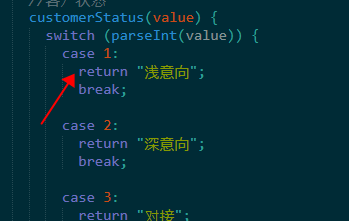 //客户状态
customerStatus(value) {
switch (parseInt(value)) {
case 1:
return "浅意向";
break;
case 2:
return "深意向";
break;
case 3:
return "对接";